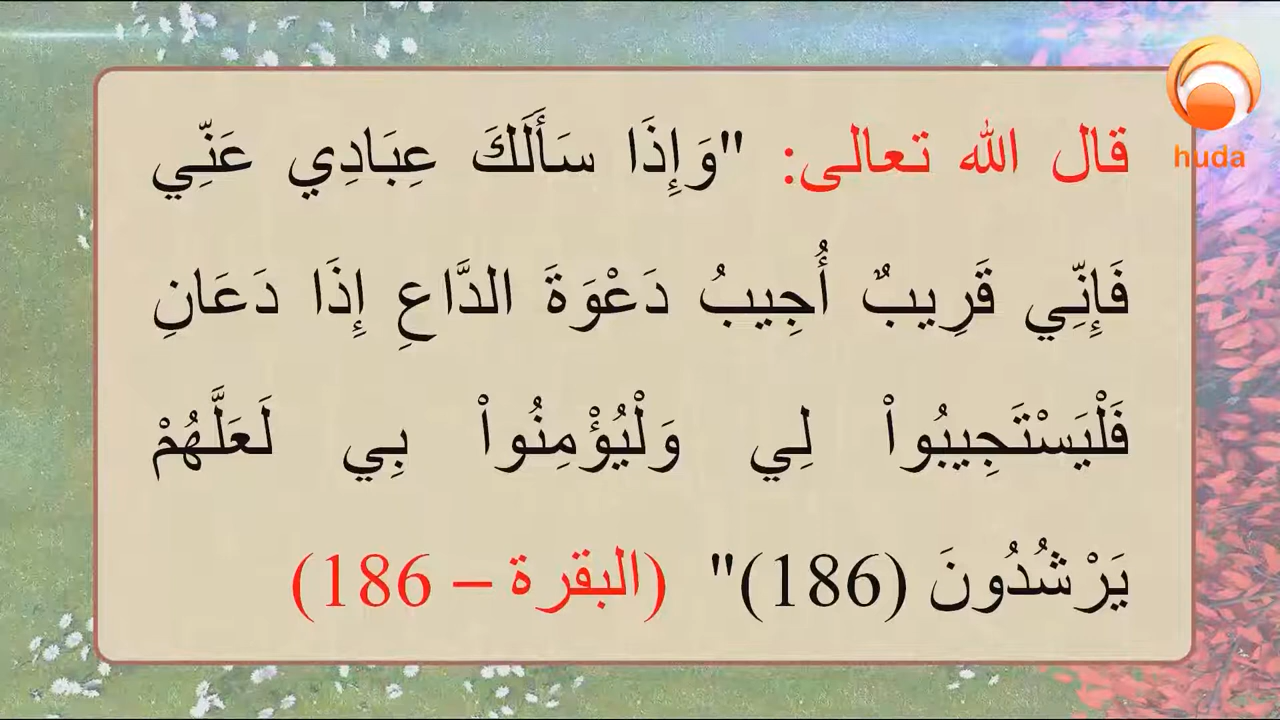 قال الله تعالى: "وَإِذَا سَأَلَكَ عِبَادِي عَنِّي
فَإِنِّي قَرِيبٌ أُجِيبُ دَعْوَةَ الدَّاعِ إِذَا دَعَانِ
فَلْيَسْتَجِيبُواْ لِي وَلْيُؤْمِنُواْ بِي لَعَلَّهُمْ
يَرْشُدُونَ (186)" (البقرة – 186)
huda